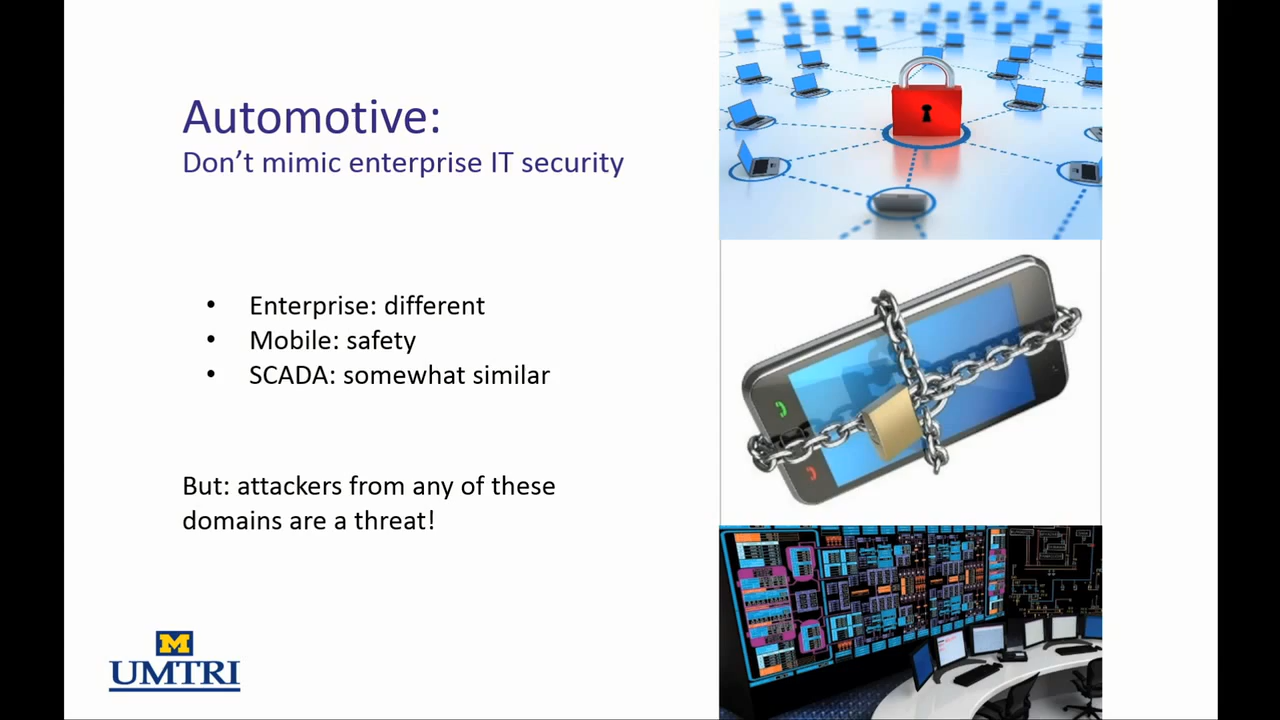 Automotive:
Don't mimic enterprise IT security
• Enterprise: different
• Mobile: safety
• SCADA: somewhat similar
But: attackers from any of these
domains are a threat!
M
UMTRI